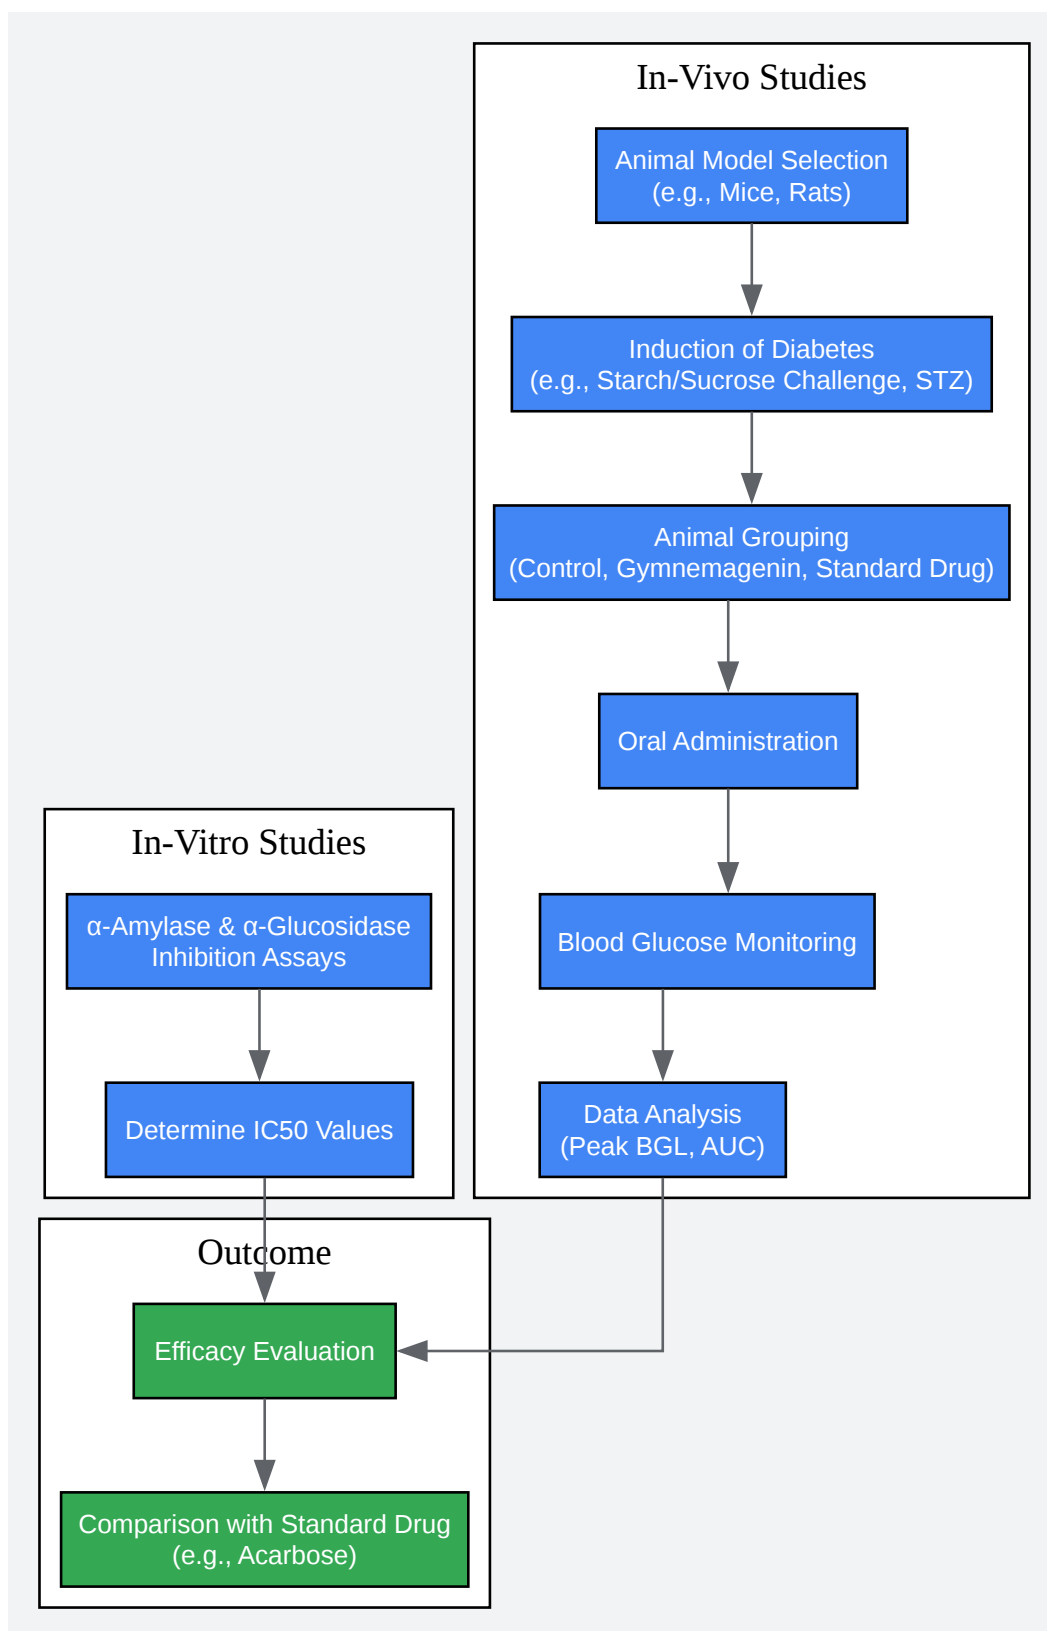 In-Vivo Studies
Animal Model Selection
(e.g., Mice, Rats)
Induction of Diabetes
(e.g., Starch/Sucrose Challenge, STZ)
Animal Grouping
(Control, Gymnemagenin, Standard Drug)
Oral Administration
Blood Glucose Monitoring
Data Analysis
(Peak BGL, AUC)
In-Vitro Studies
α-Amylase & α-Glucosidase
Inhibition Assays
Determine IC50 Values
Outcome
Efficacy Evaluation
Comparison with Standard Drug
(e.g., Acarbose)